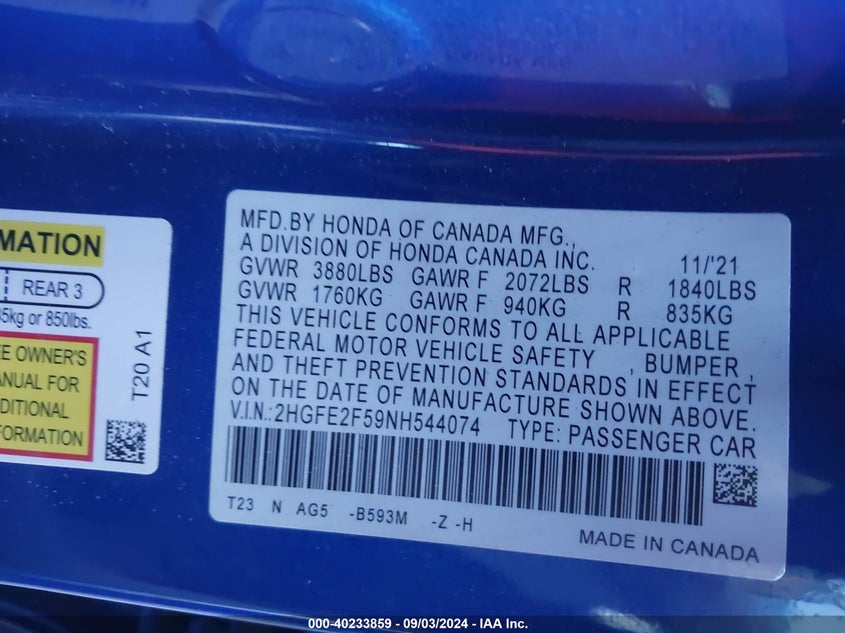 MATION
REAR 3
5kg or 850lbs.
E OWNER'S
ANUAL FOR
DITIONAL
FORMATION
T20 A1
MFD.BY HONDA OF CANADA MFG.,
A DIVISION OF HONDA CANADA INC. 11/'21
GVWR 3880LBS GAWR F 2072LBS R 1840LBS
GVWR 1760KG GAWR F 940KG R 835KG
THIS VEHICLE CONFORMS TO ALL APPLICABLE
FEDERAL MOTOR VEHICLE SAFETY , BUMPER ,
AND THEFT PREVENTION STANDARDS IN EFFECT
ON THE DATE OF MANUFACTURE SHOWN ABOVE.
V.I.N.:2HGFE2F59NH544074 TYPE: PASSENGER CAR
T23 N AG5 -B593M -Z -H
MADE IN CANADA
000-40233859 - 09/03/2024 - IAA Inc.